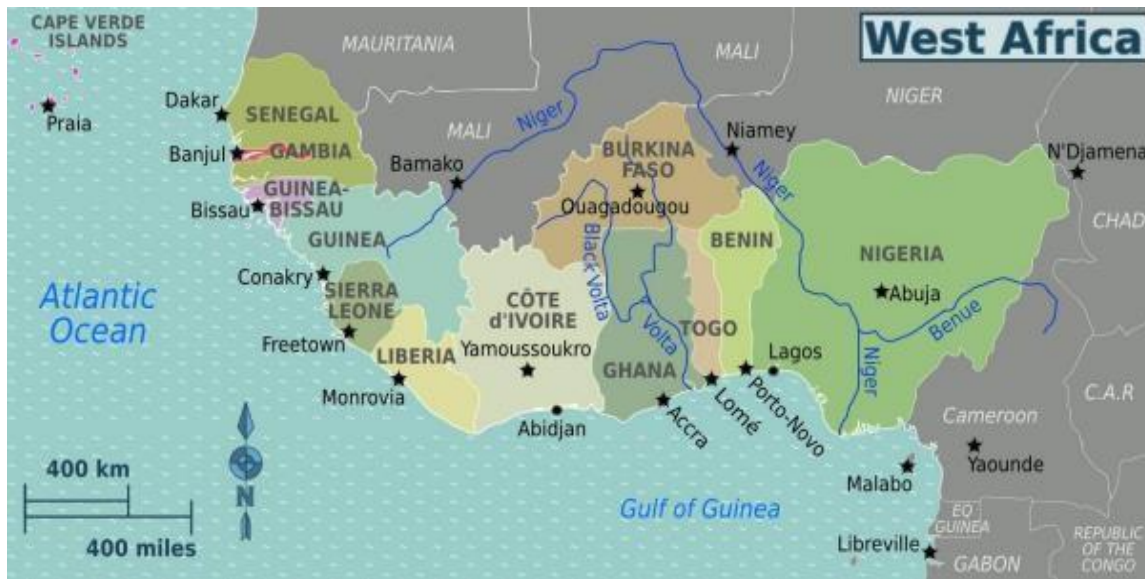 CAPE VERDE
ISLANDS
MAURITANIA
MALI
West Africa
Praia
Dakar
SENEGAL
MALI
Niger
NIGER
Niamey
N'Djamena
Banjul
GAMBIA
Bamako
BURKINA
FASO
Niger
CHAD
GUINEA-
BISSAU
Bissau
Ouagadougou
GUINEA
Black Volta
BENIN
NIGERIA
Conakry
SIERRA
LEONE
CÔTE
d'IVOIRE
Abuja
Atlantic
Ocean
Volta
TOGO
Benue
Freetown
LIBERIA
Yamoussoukro
GHANA
Lagos
Niger
Monrovia
Abidjan
Accra
Lomé
Porto-Novo
C.A.R
Cameroon
Yaounde
400 km
N
400 miles
Malabo
Gulf of Guinea
EQ
GUINEA
Libreville
GABON
REPUBLIC
OF THE
CONGO